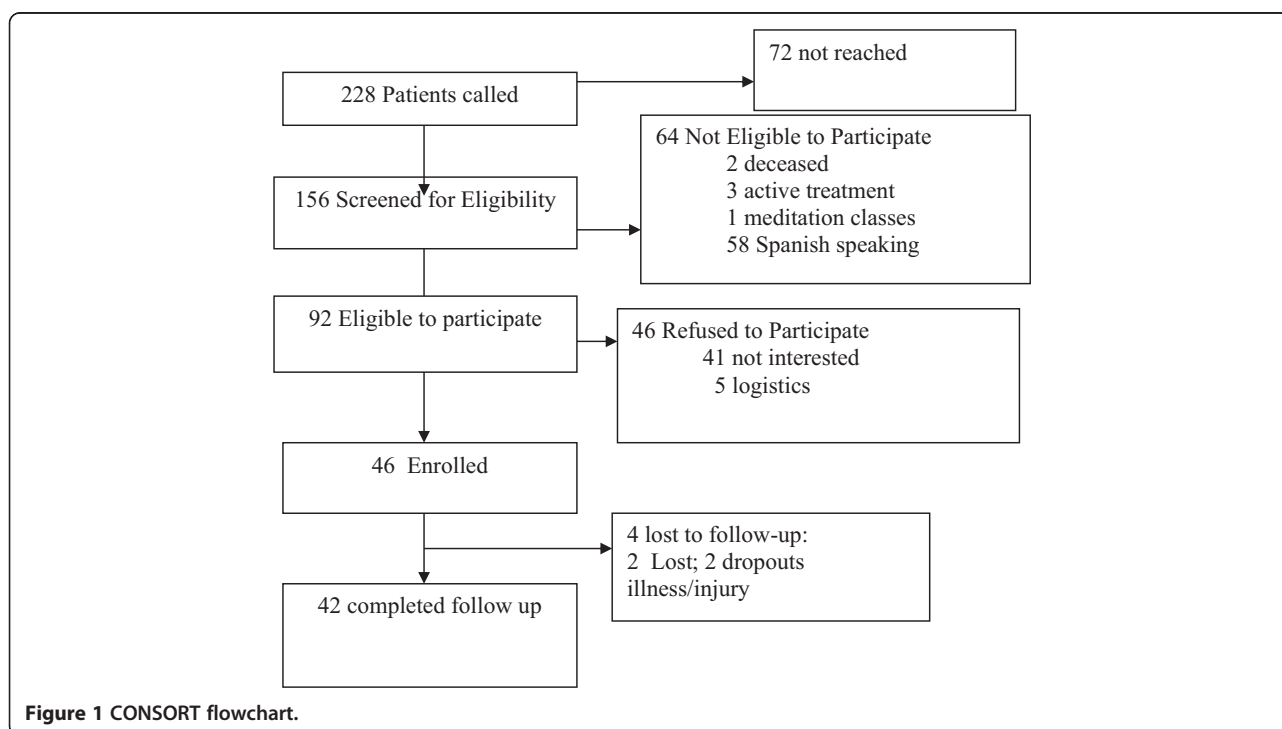 72 not reached
228 Patients called
64 Not Eligible to Participate
2 deceased
3 active treatment
1 meditation classes
58 Spanish speaking
156 Screened for Eligibility
92 Eligible to participate
46 Refused to Participate
41 not interested
5 logistics
46 Enrolled
4 lost to follow-up:
2 Lost; 2 dropouts
illness/injury
42 completed follow up
Figure 1 CONSORT flowchart.